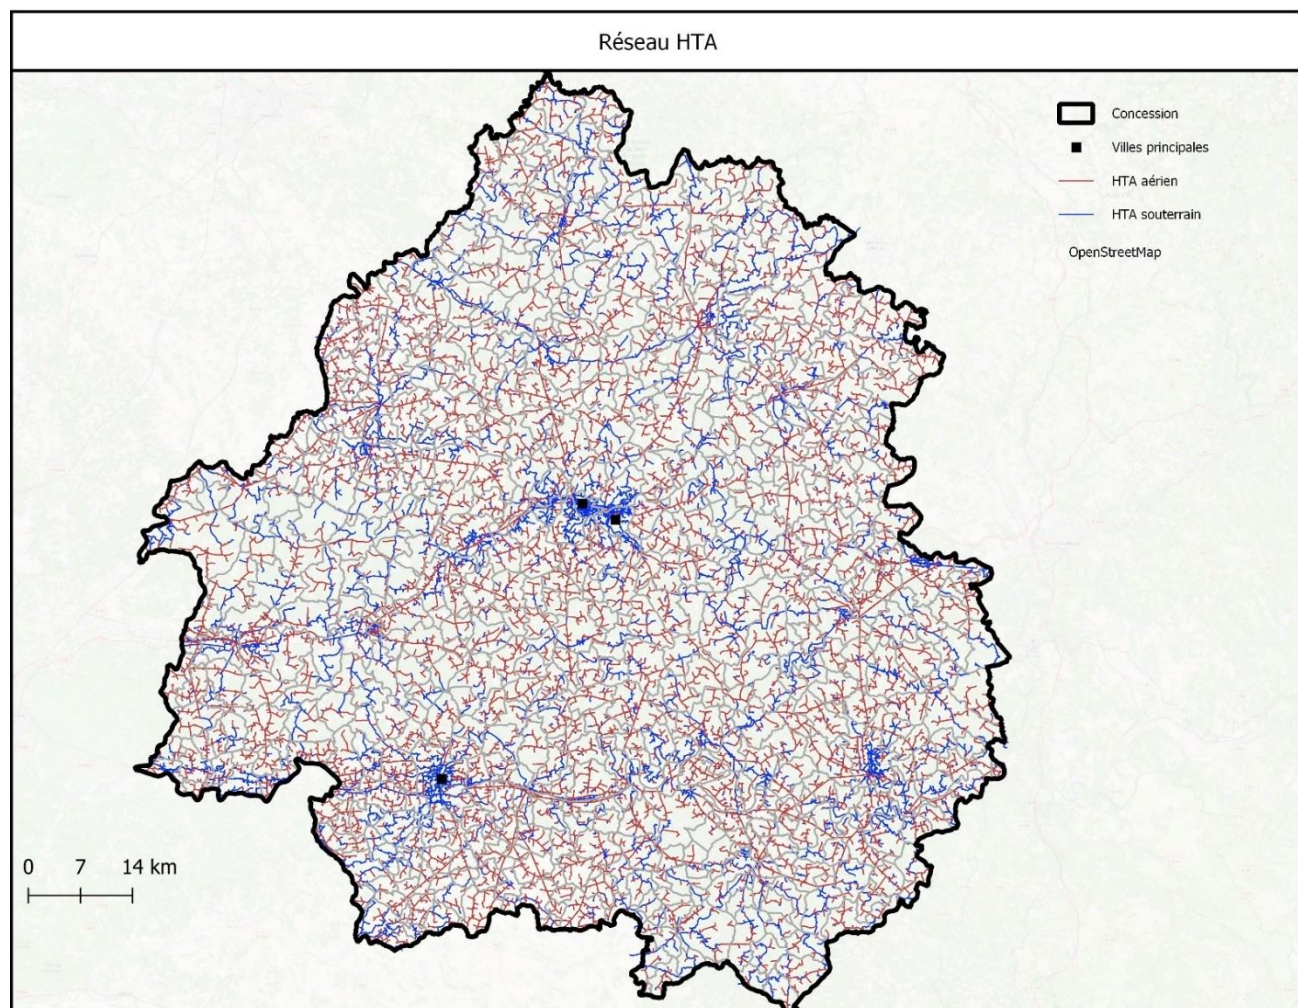 Réseau HTA
Concession
Villes principales
HTA aérien
HTA souterrain
OpenStreetMap
0 7 14 km